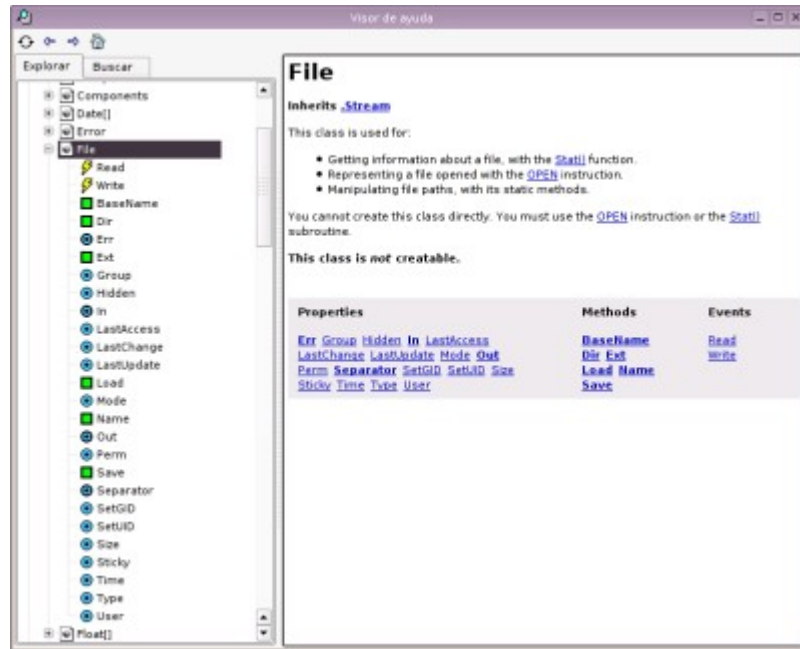 Visor de ayuda
Explorar
Buscar
Components
Date[]
Error
File
Read
Write
BaseName
Dir
Err
Ext
Group
Hidden
In
LastAccess
LastChange
LastUpdate
Load
Mode
Name
Out
Perm
Save
Separator
SetGID
SetUID
Size
Sticky
Time
Type
User
Float[]
File
Inherits .Stream
This class is used for:
• Getting information about a file, with the Stat() function.
• Representing a file opened with the OPEN instruction.
• Manipulating file paths, with its static methods.
You cannot create this class directly. You must use the OPEN instruction or the Stat()
subroutine.
This class is not creatable.
Properties Methods Events
Err Group Hidden In LastAccess BaseName Read
LastChange LastUpdate Mode Out Dir Ext Write
Perm Separator SetGID SetUID Size Load Name
Sticky Time Type User Save